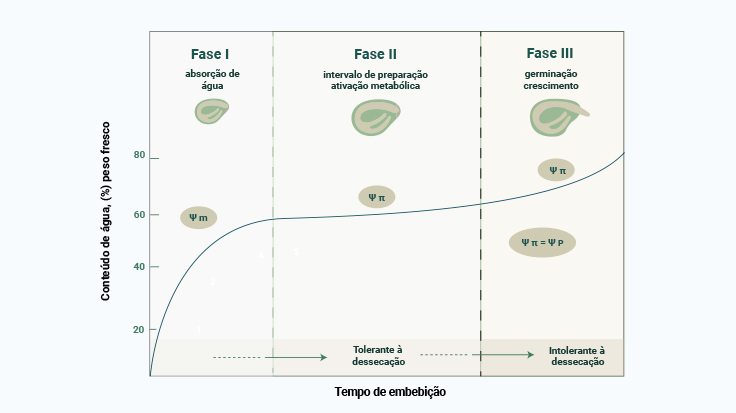 Fase I
absorção de
água
Fase II
intervalo de preparação
ativação metabólica
Fase III
germinação
crescimento
Conteúdo de água, (%) peso fresco
80
60
40
20
Ψ m
Ψ π
Ψ π
Ψ π = Ψ P
Tolerante à
dessecação
Intolerante à
dessecação
Tempo de embebição